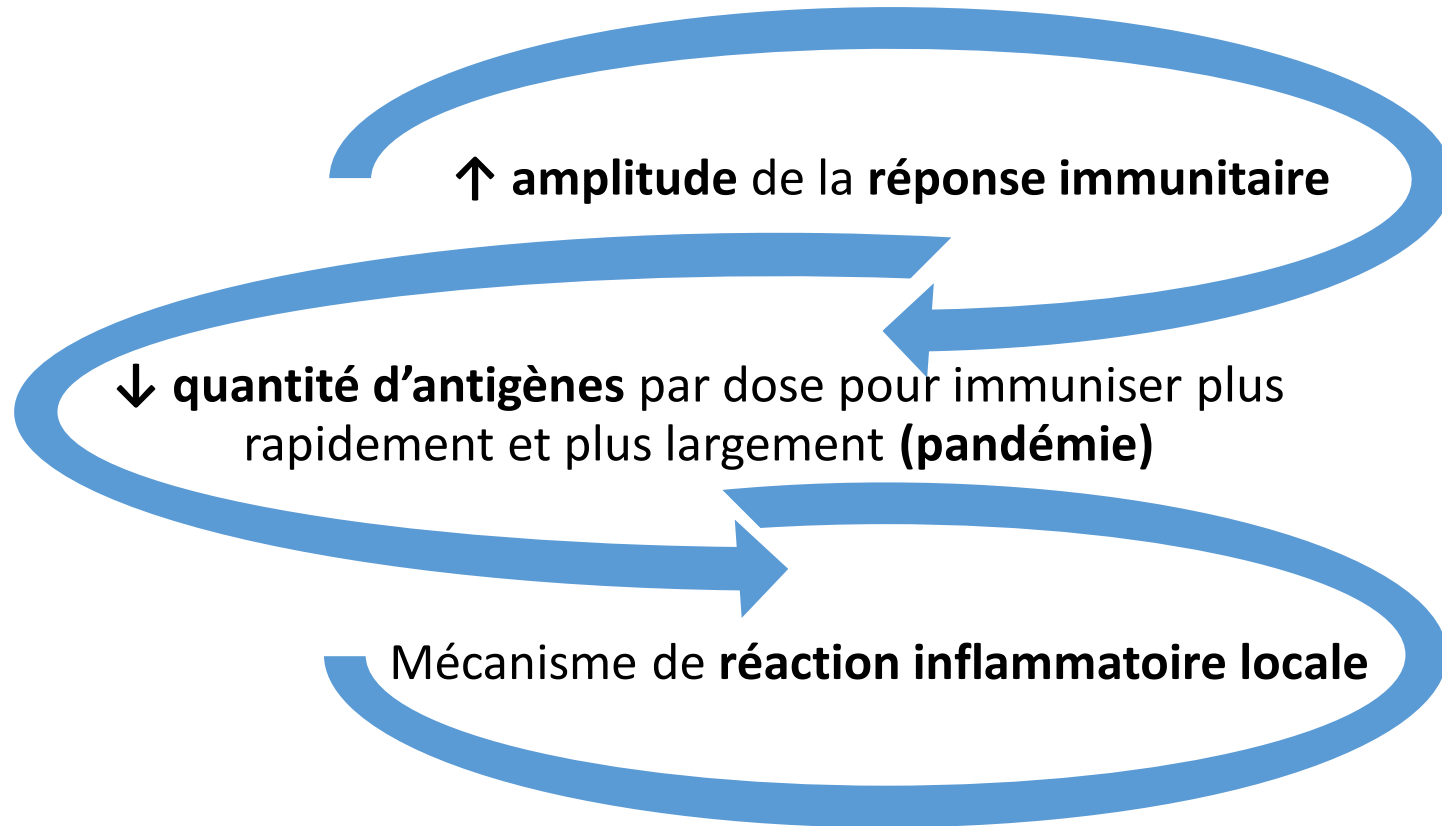 ↑ amplitude de la réponse immunitaire
↓ quantité d’antigènes par dose pour immuniser plus
rapidement et plus largement (pandémie)
Mécanisme de réaction inflammatoire locale